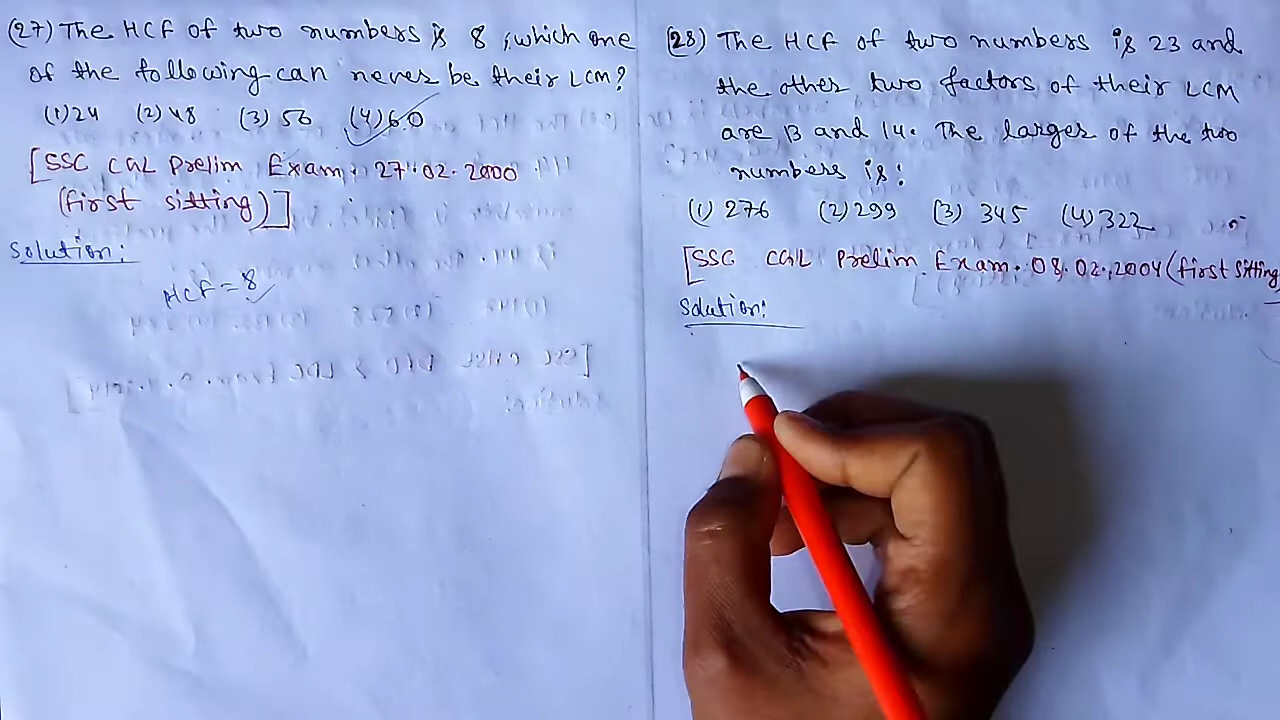 (27) The HCF of two numbers is 8, which one
of the following can never be their LCM?
(1) 24 (2) 48 (3) 56 (4) 60
[SSC CGL Prelim Exam. 27.02.2000
(first sitting)]
Solution:
HCF = 8
(28) The HCF of two numbers is 23 and
the other two factors of their LCM
are 13 and 14. The larger of the two
numbers is:
(1) 276 (2) 299 (3) 345 (4) 322
[SSC CGL Prelim Exam. 08.02.2004 (first sitting)
Solution: